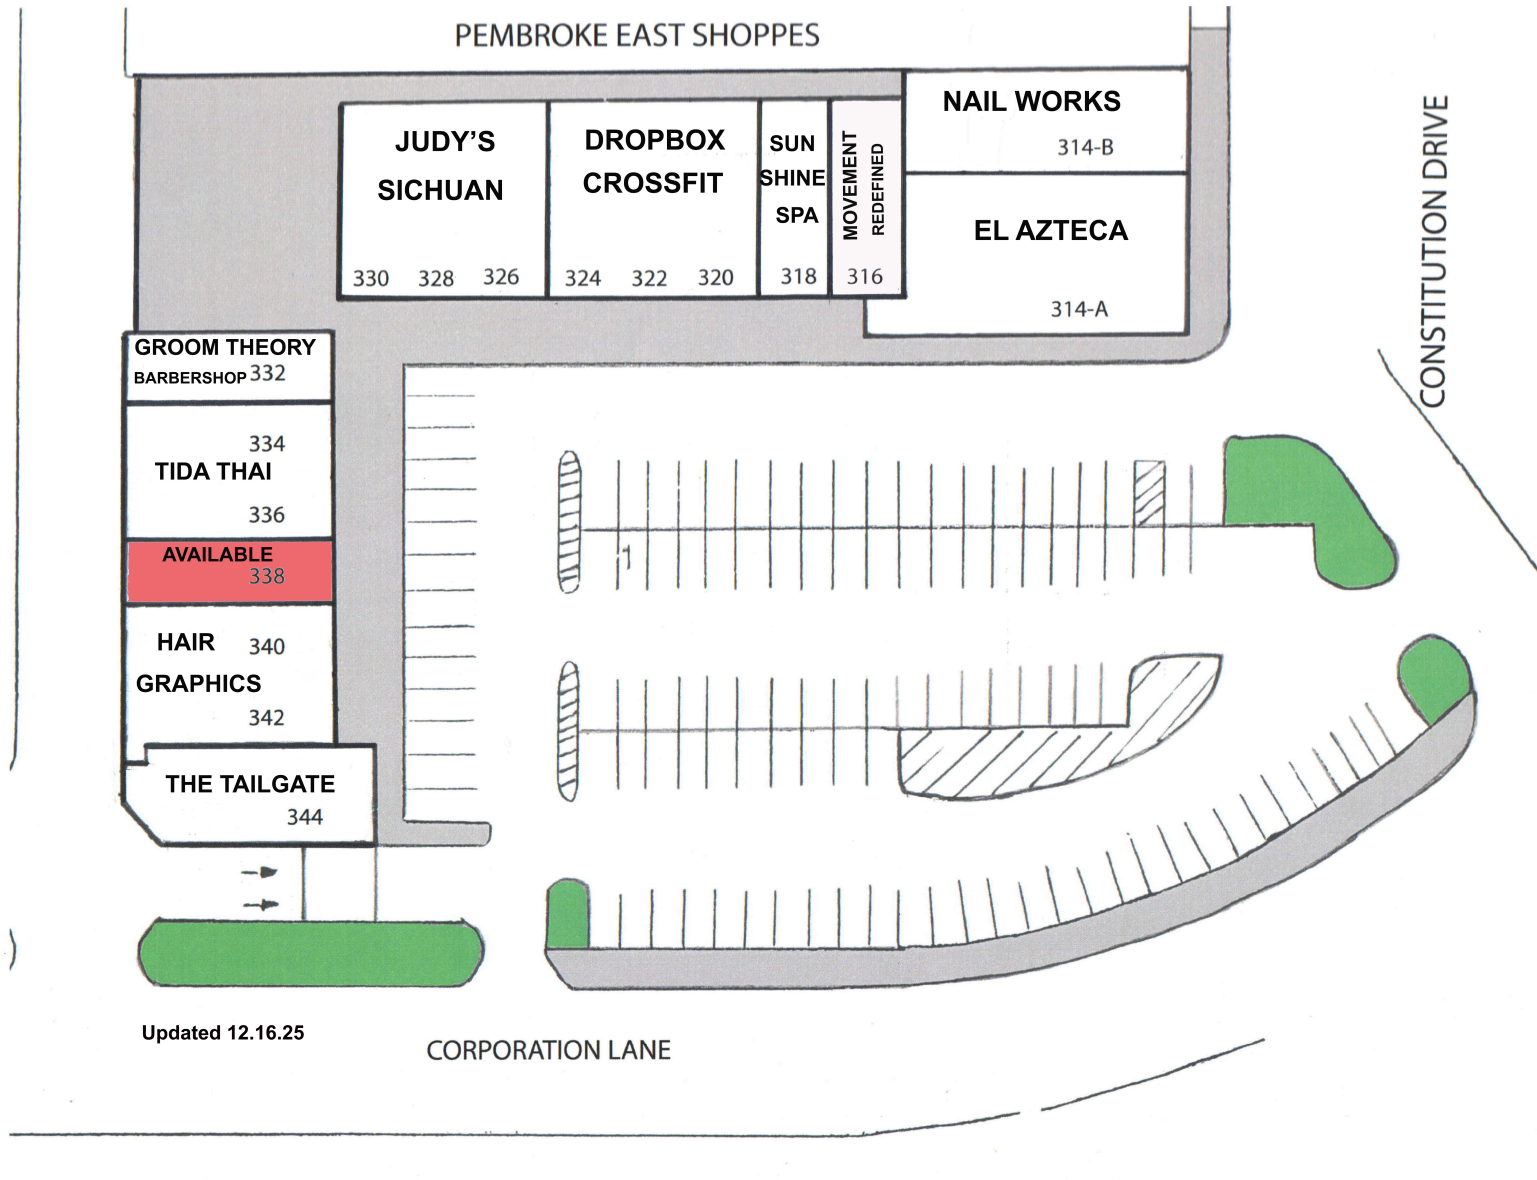 PEMBROKE EAST SHOPPES
NAIL WORKS
314-B
JUDY'S
SICHUAN
330 328 326
DROPBOX
CROSSFIT
324 322 320
SUN
SHINE
SPA
318
MOVEMENT
REDEFINED
316
EL AZTECA
314-A
CONSTITUTION DRIVE
GROOM THEORY
BARBERSHOP 332
334
TIDA THAI
336
AVAILABLE
338
HAIR 340
GRAPHICS
342
THE TAILGATE
344
Updated 12.16.25
CORPORATION LANE